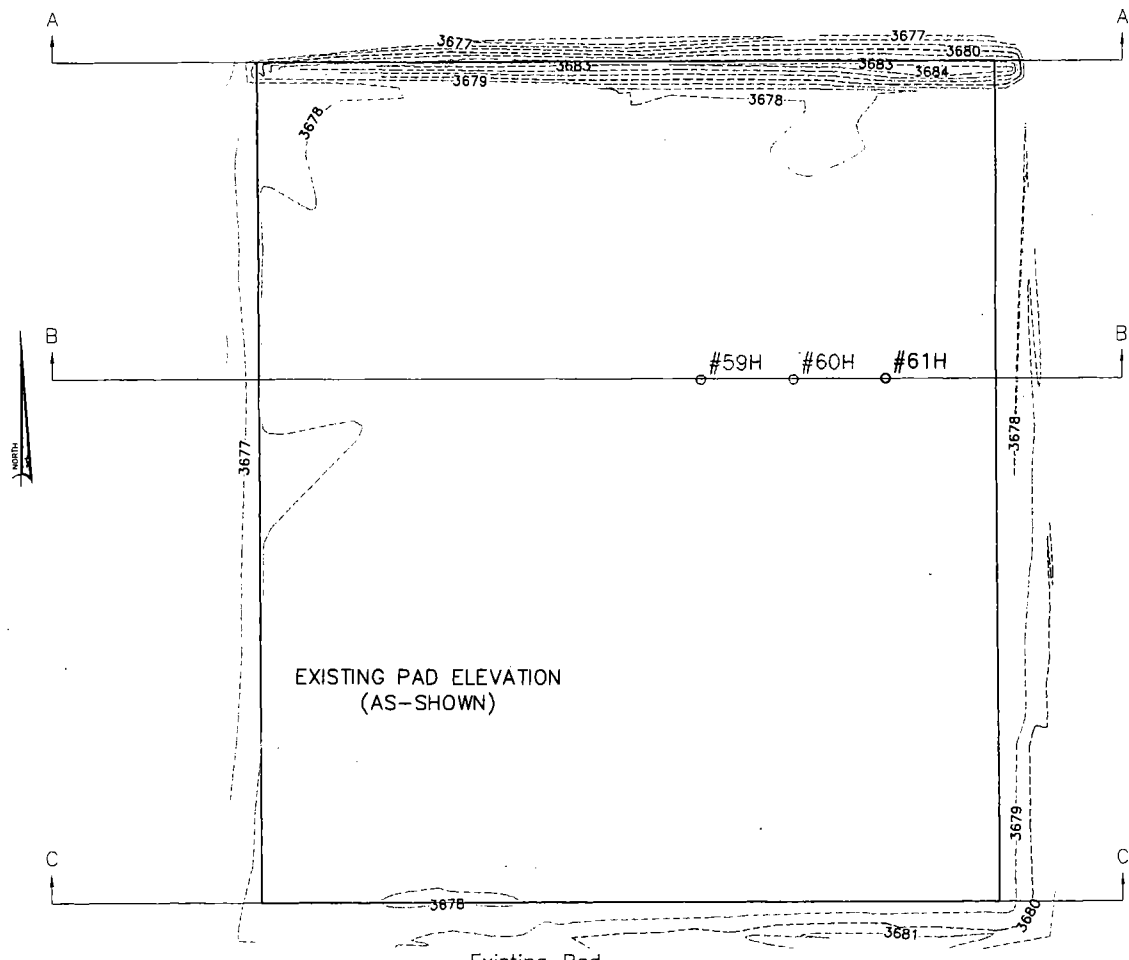 A A
3677 3677
3680
3683 3683
3684
3679
3678
3678
B B
#59H #60H #61H
NORTH
3677
3678
EXISTING PAD ELEVATION
(AS-SHOWN)
3679
C C
3678
3680
3681
Existing Pad